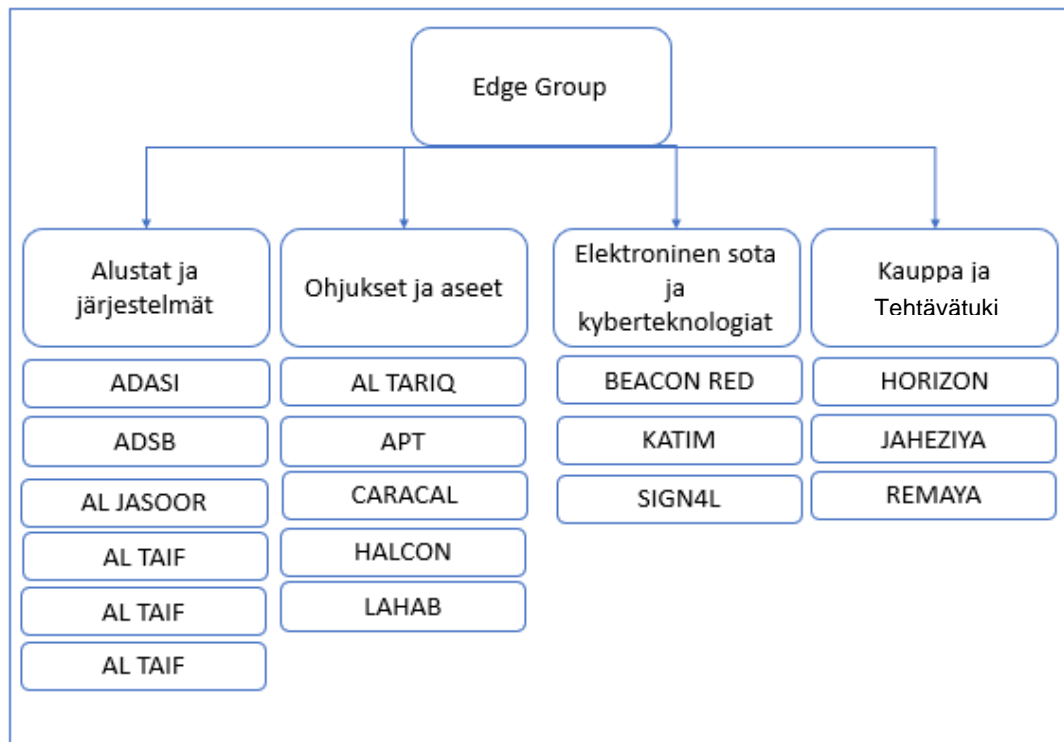 Edge Group
Alustat ja
järjestelmät
ADASI
ADSB
AL JASOOR
AL TAIF
AL TAIF
AL TAIF
Ohjukset ja aseet
AL TARIQ
APT
CARACAL
HALCON
LAHAB
Elektroninen sota
ja
kyberteknologiat
BEACON RED
KATIM
SIGN4L
Kauppa ja
Tehtävätuki
HORIZON
JAHEZIYA
REMAYA